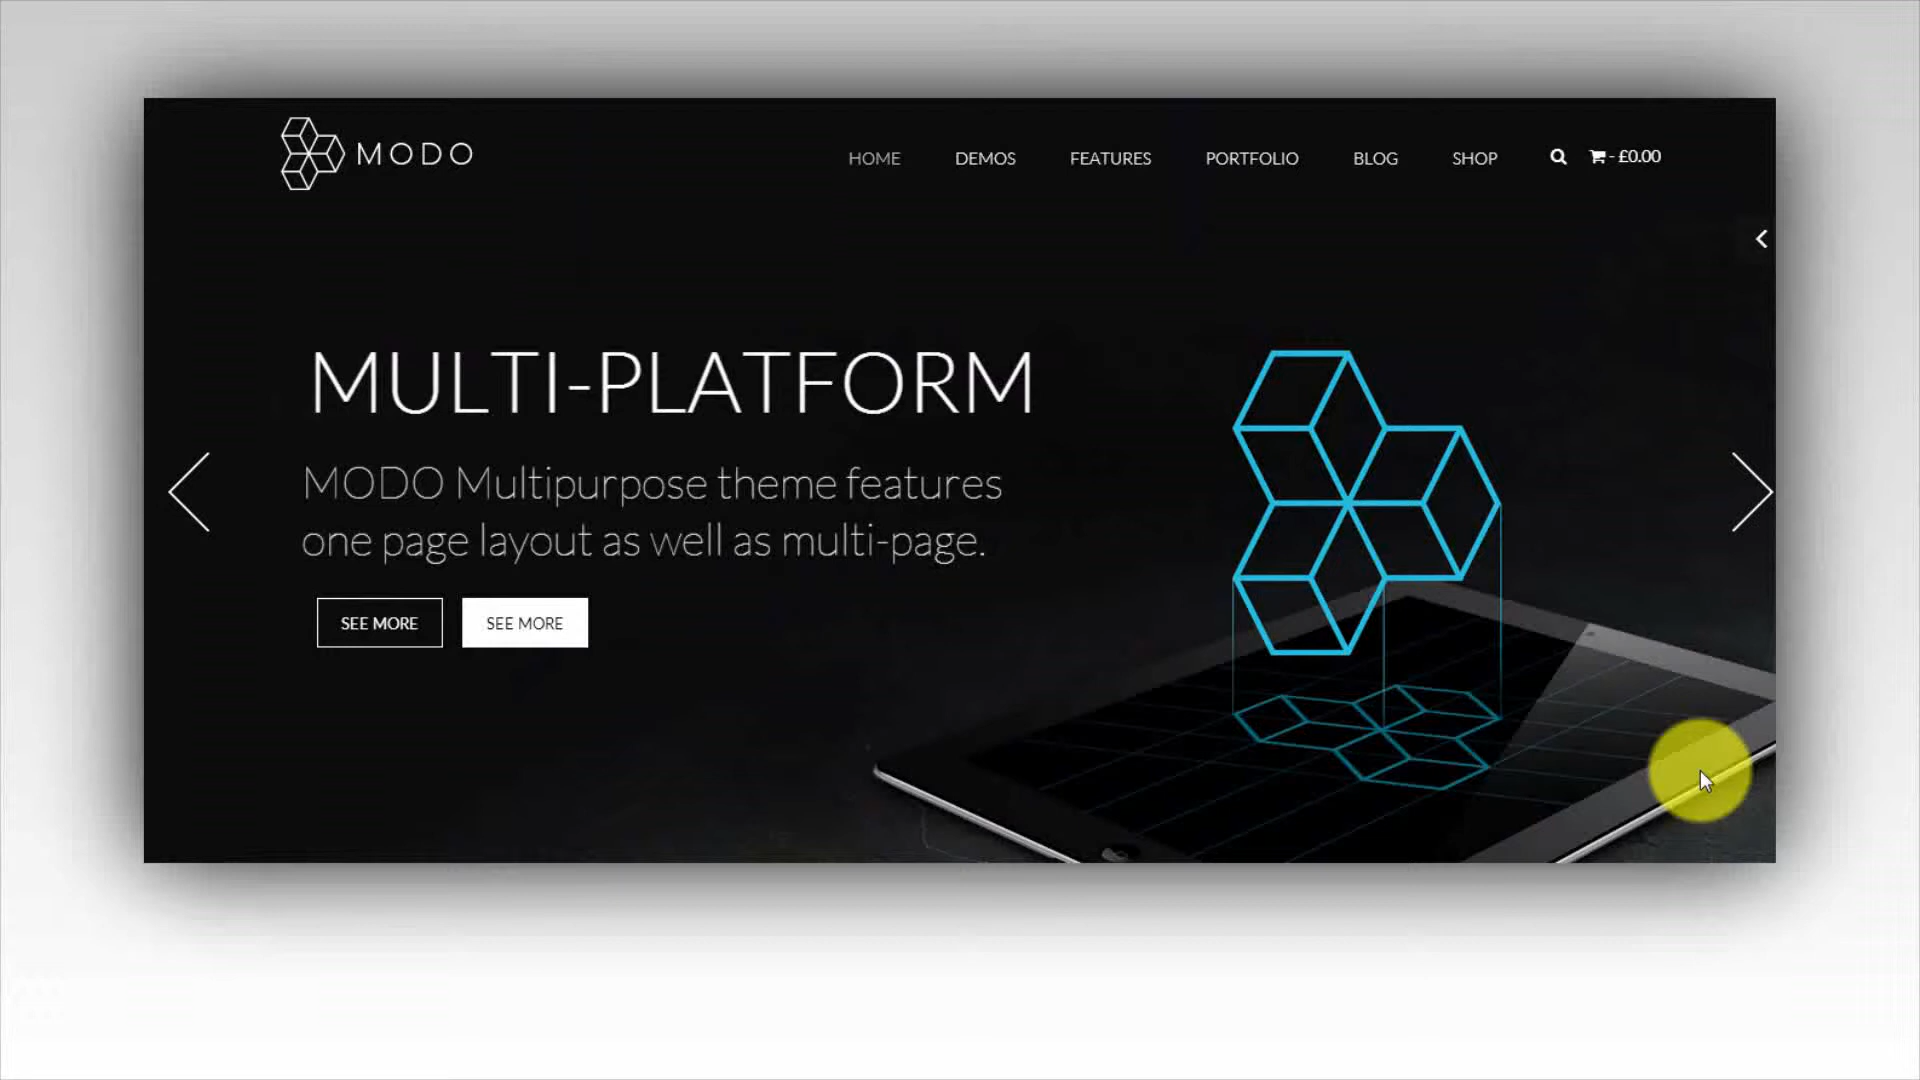 MODO
HOME DEMOS FEATURES PORTFOLIO BLOG SHOP - £0.00
MULTI-PLATFORM
MODO Multipurpose theme features
one page layout as well as multi-page.
SEE MORE SEE MORE